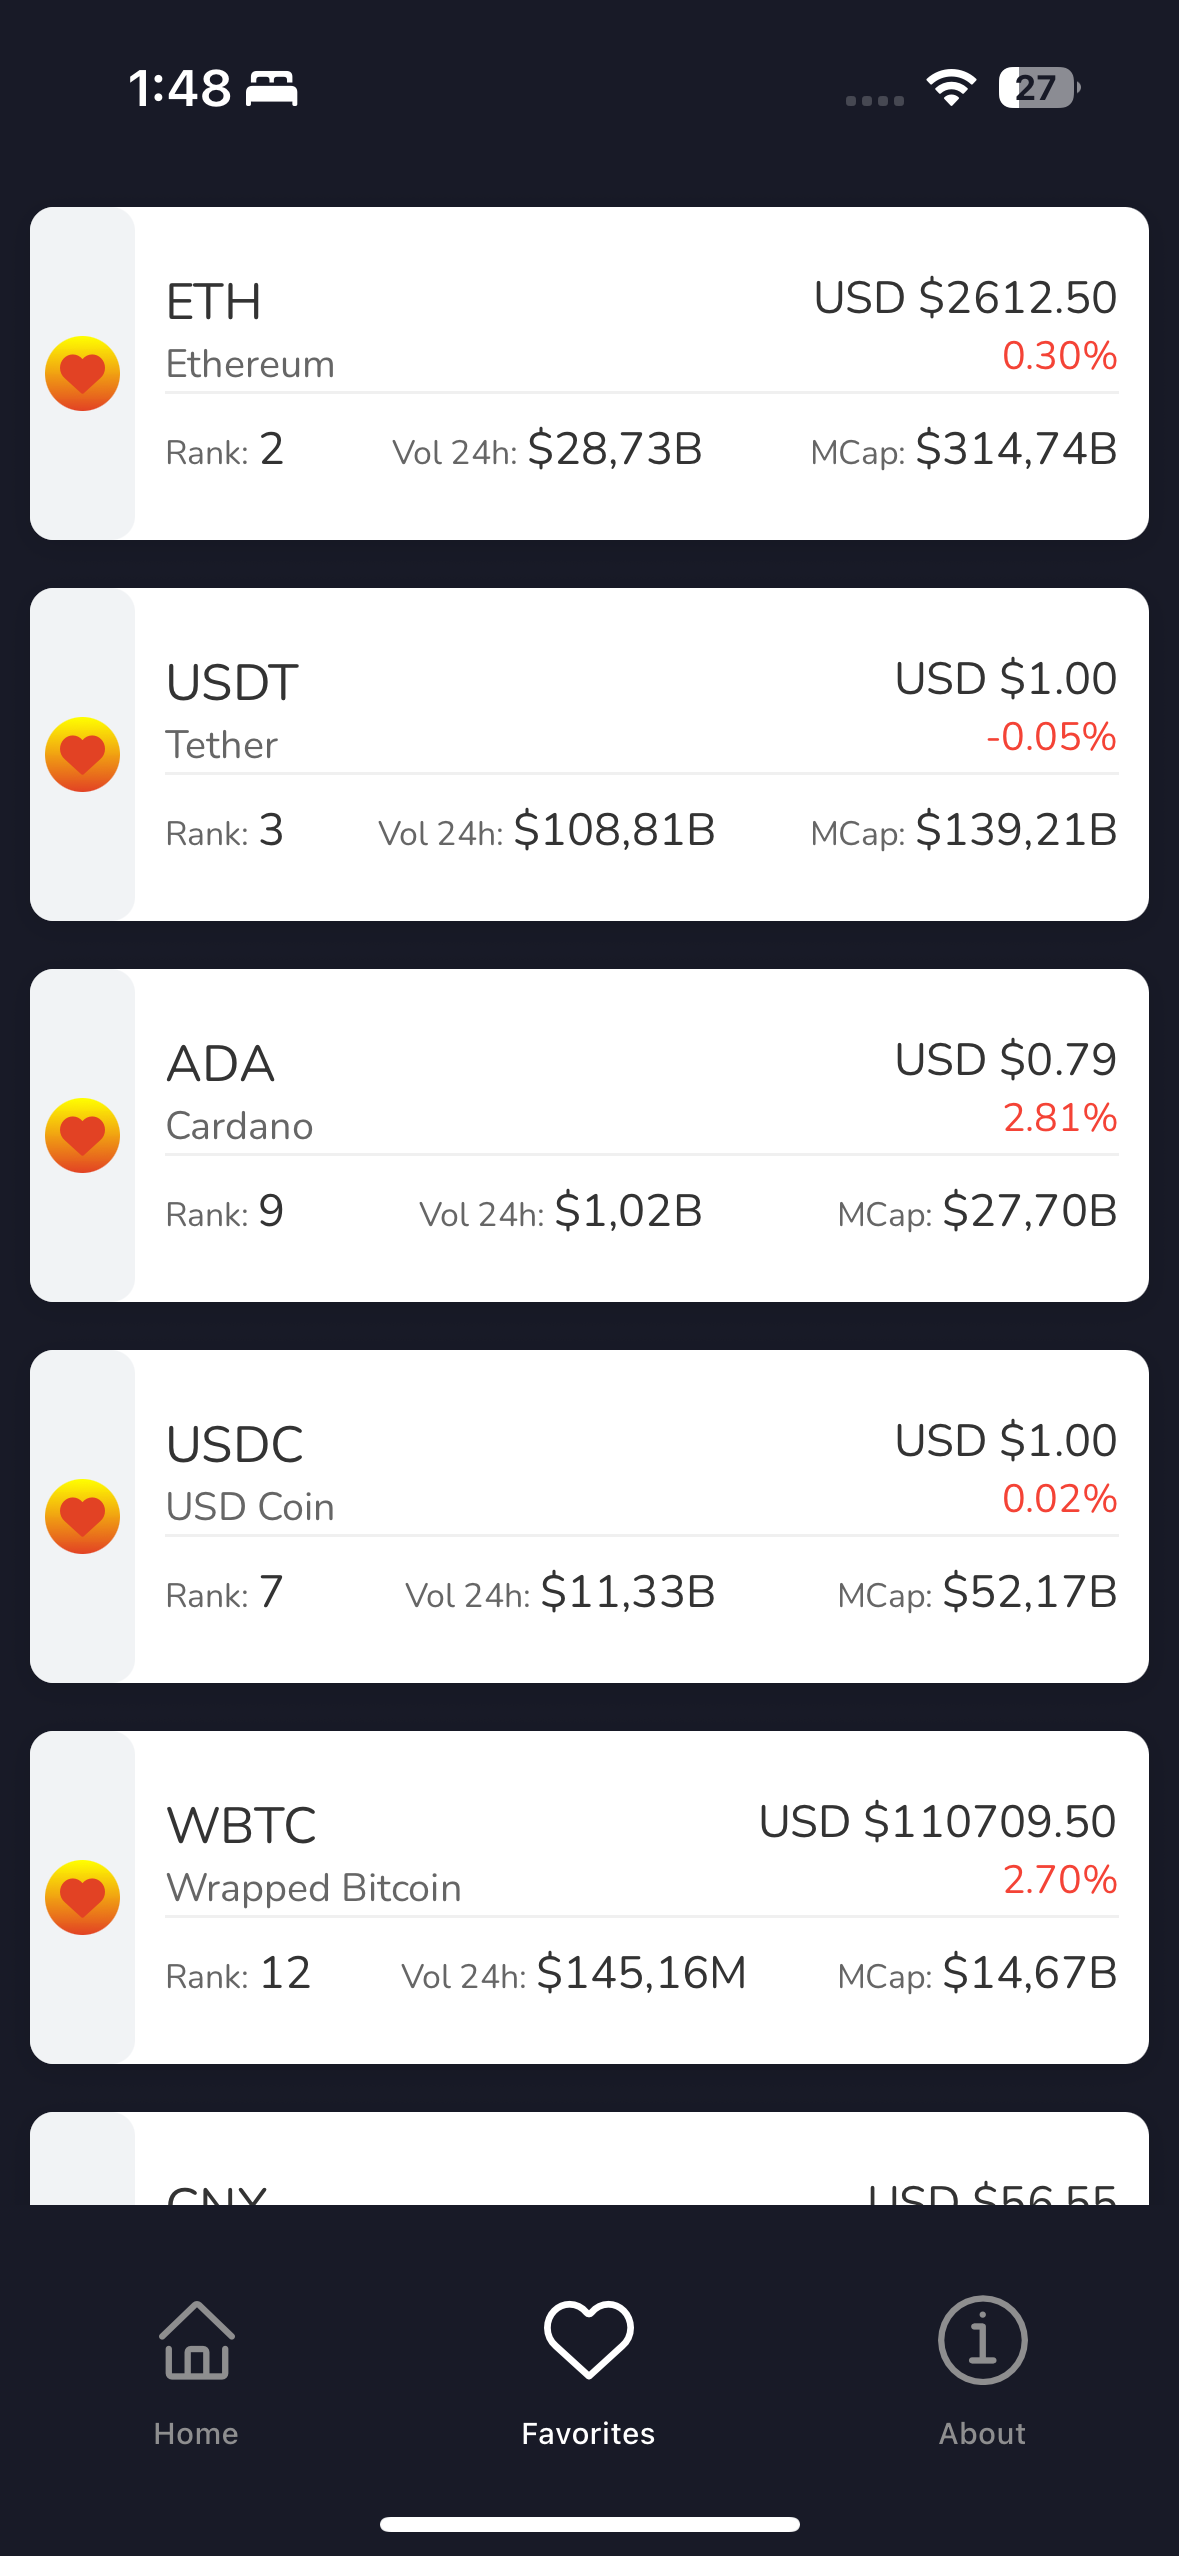 1:48
27
ETH
USD $2612.50
Ethereum
0.30%
Rank: 2 Vol 24h: $28,73B MCap: $314,74B
USDT
USD $1.00
Tether
-0.05%
Rank: 3 Vol 24h: $108,81B MCap: $139,21B
ADA
USD $0.79
Cardano
2.81%
Rank: 9 Vol 24h: $1,02B MCap: $27,70B
USDC
USD $1.00
USD Coin
0.02%
Rank: 7 Vol 24h: $11,33B MCap: $52,17B
WBTC
USD $110709.50
Wrapped Bitcoin
2.70%
Rank: 12 Vol 24h: $145,16M MCap: $14,67B
USD $56.55
Home Favorites About